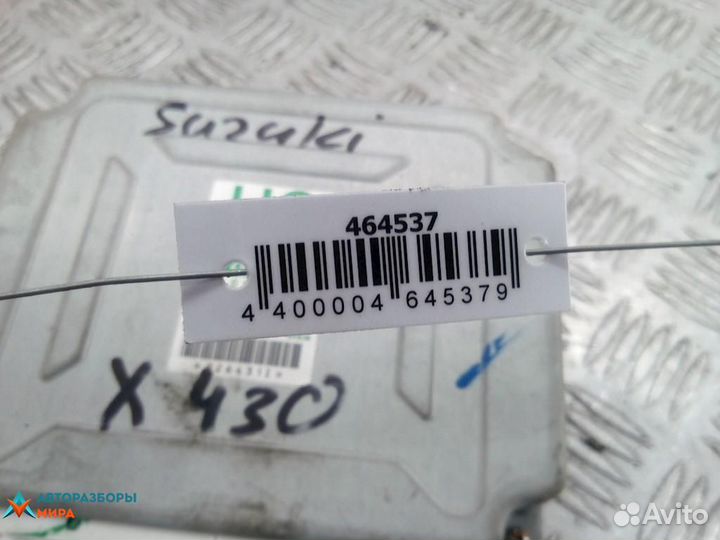 suzuki
464537
4 400004 645379
X 430
АВТОРАЗБОРЫ
МИРА
Avito